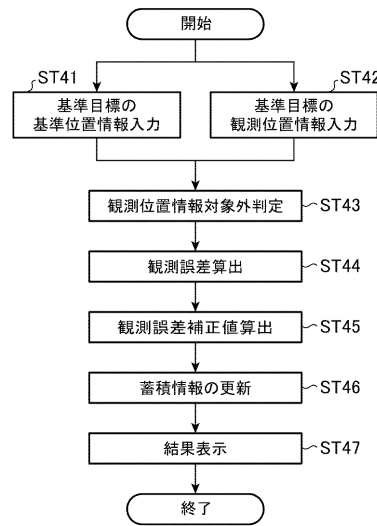 開始
ST41
ST42
基準目標の
基準位置情報入力
基準目標の
観測位置情報入力
観測位置情報対象外判定
ST43
観測誤差算出
ST44
観測誤差補正値算出
ST45
蓄積情報の更新
ST46
結果表示
ST47
終了